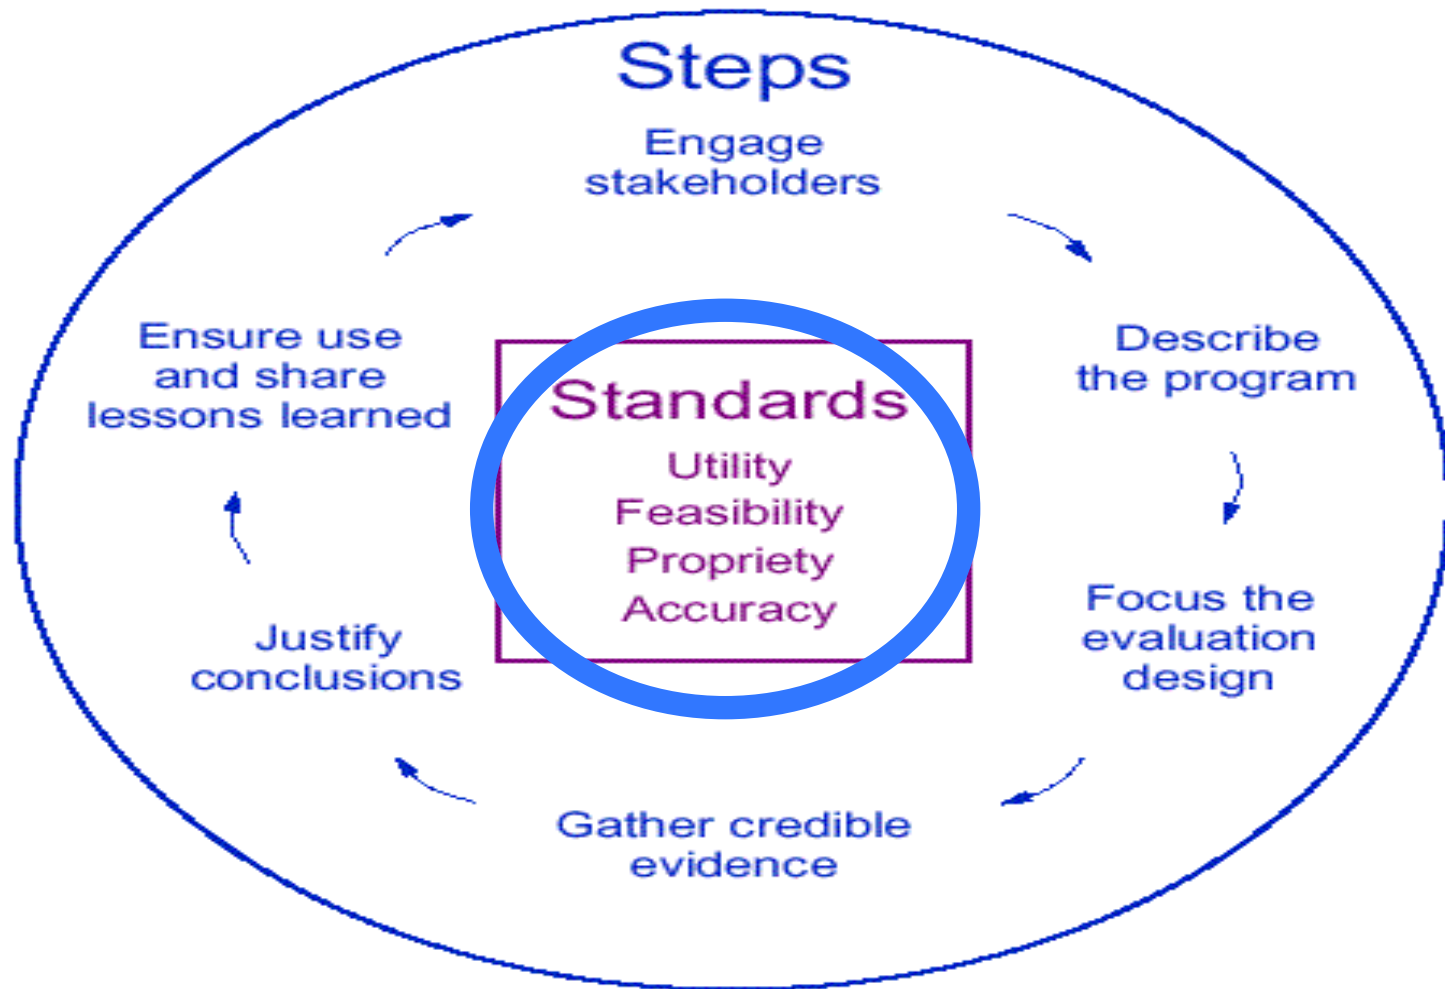 Steps
Engage
stakeholders
Describe
the program
Focus the
evaluation
design
Gather credible
evidence
Justify
conclusions
Ensure use
and share
lessons learned
Standards
Utility
Feasibility
Propriety
Accuracy